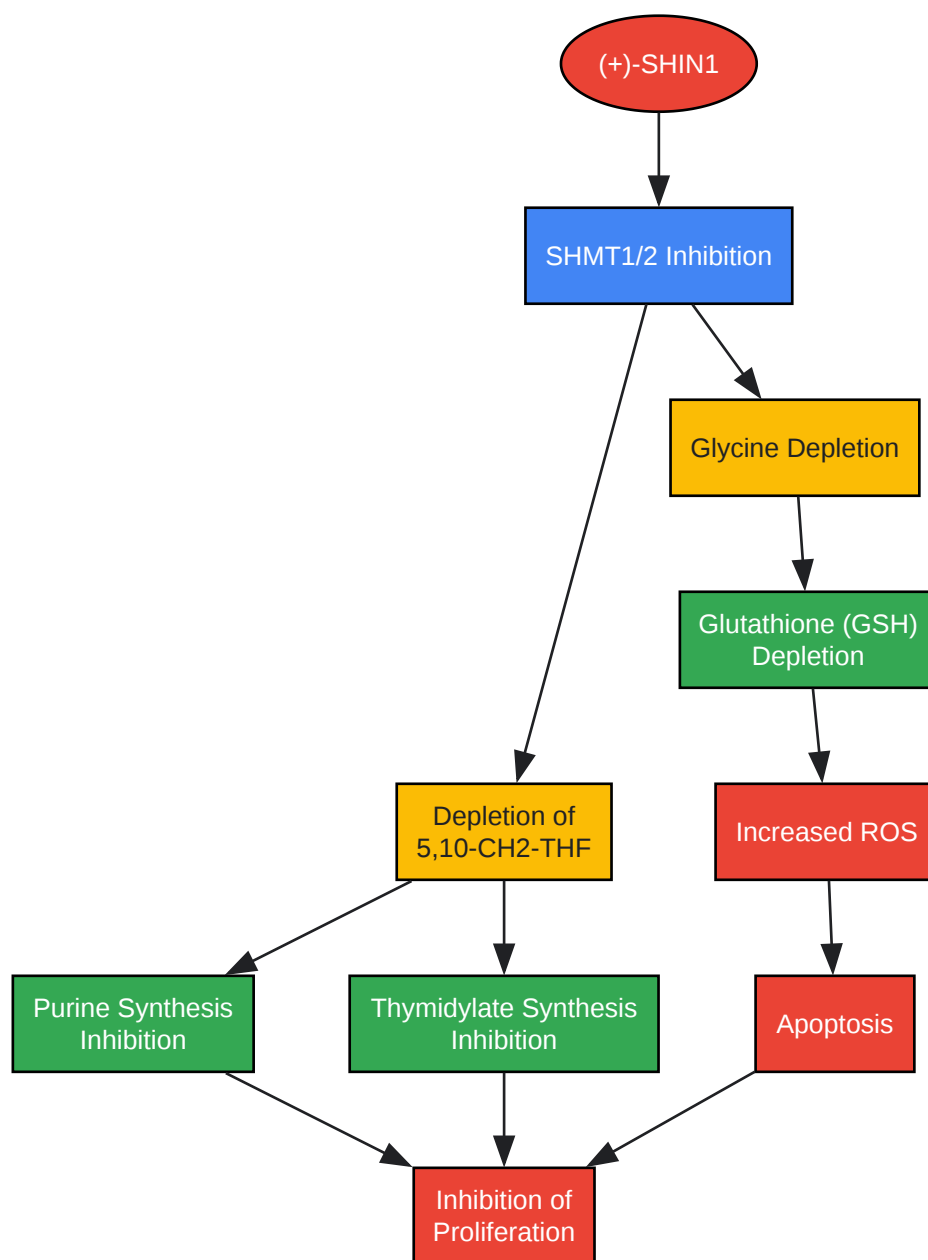 (+)-SHIN1
SHMT1/2 Inhibition
Glycine Depletion
Glutathione (GSH)
Depletion
Depletion of
5,10-CH2-THF
Increased ROS
Purine Synthesis
Inhibition
Thymidylate Synthesis
Inhibition
Apoptosis
Inhibition of
Proliferation